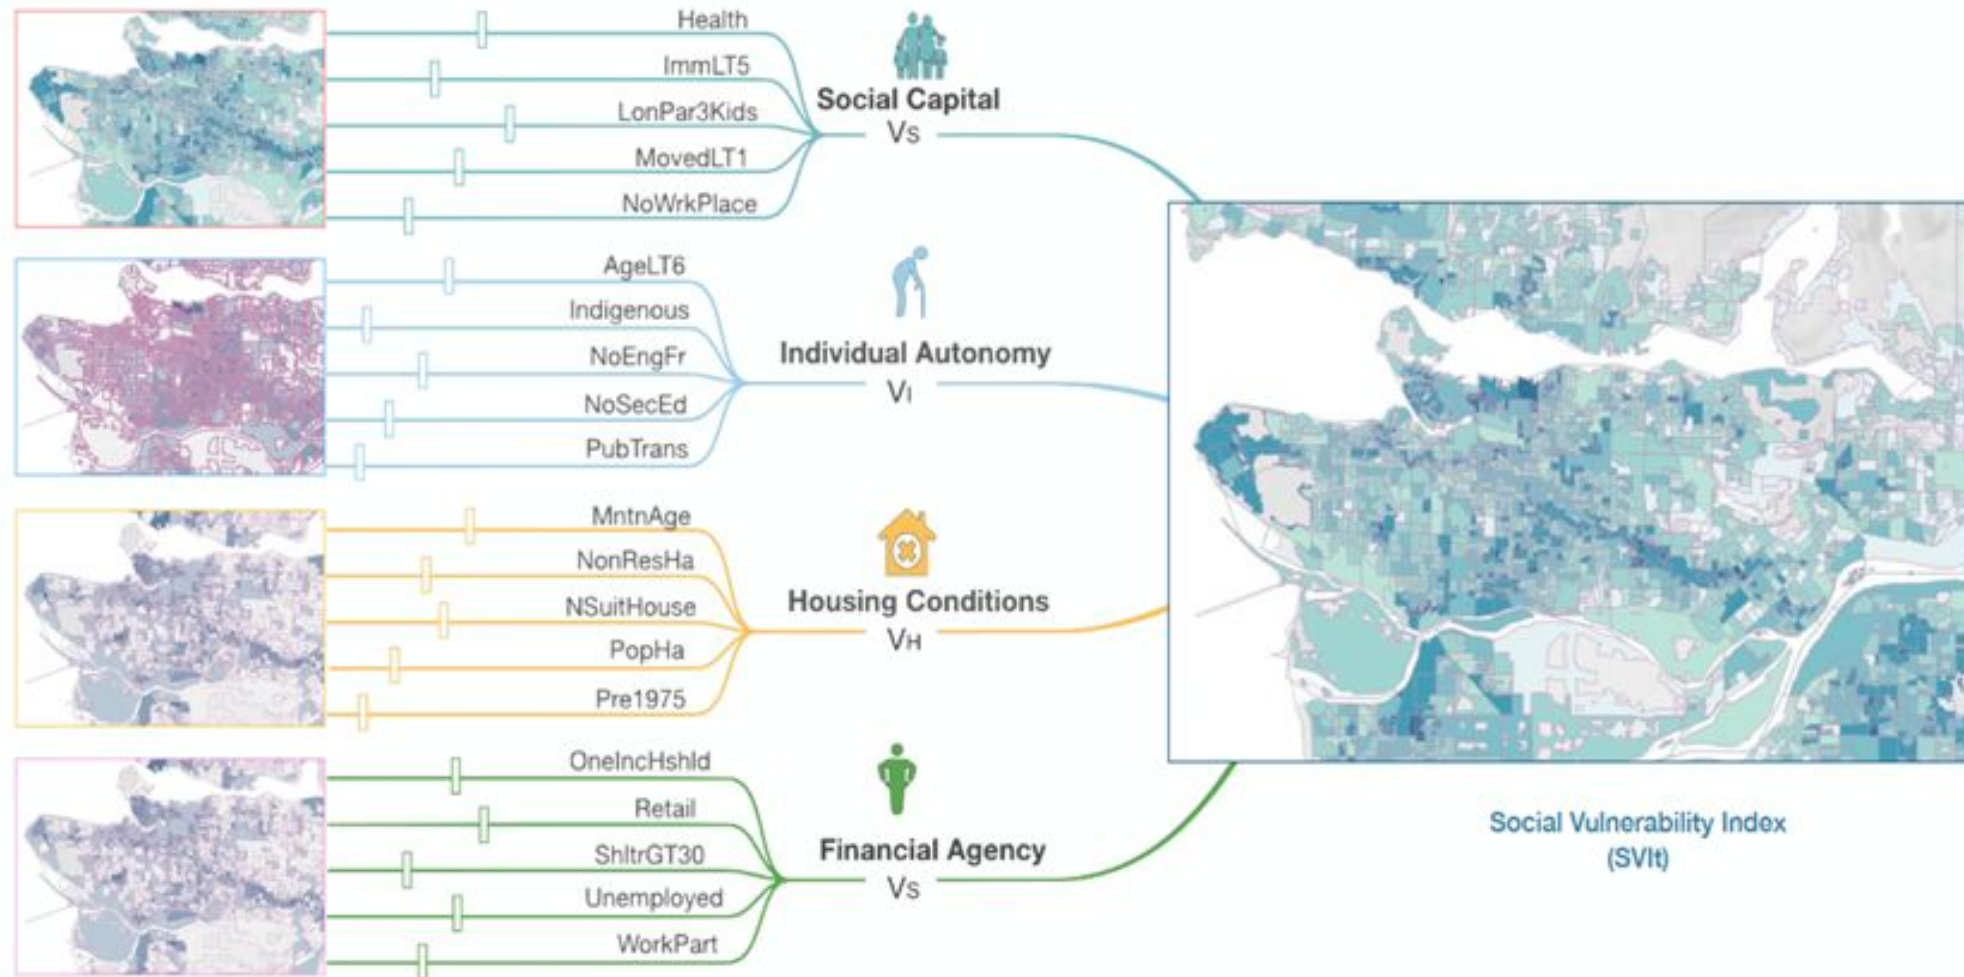 Health
ImmLT5
LonPar3Kids
MovedLT1
NoWrkPlace
Social Capital
Vs
AgeLT6
Indigenous
NoEngFr
NoSecEd
PubTrans
Individual Autonomy
VI
MntnAge
NonResHa
NSuitHouse
PopHa
Pre1975
Housing Conditions
VH
OneIncHshld
Retail
ShltrGT30
Unemployed
WorkPart
Financial Agency
Vs
Social Vulnerability Index
(SVIt)